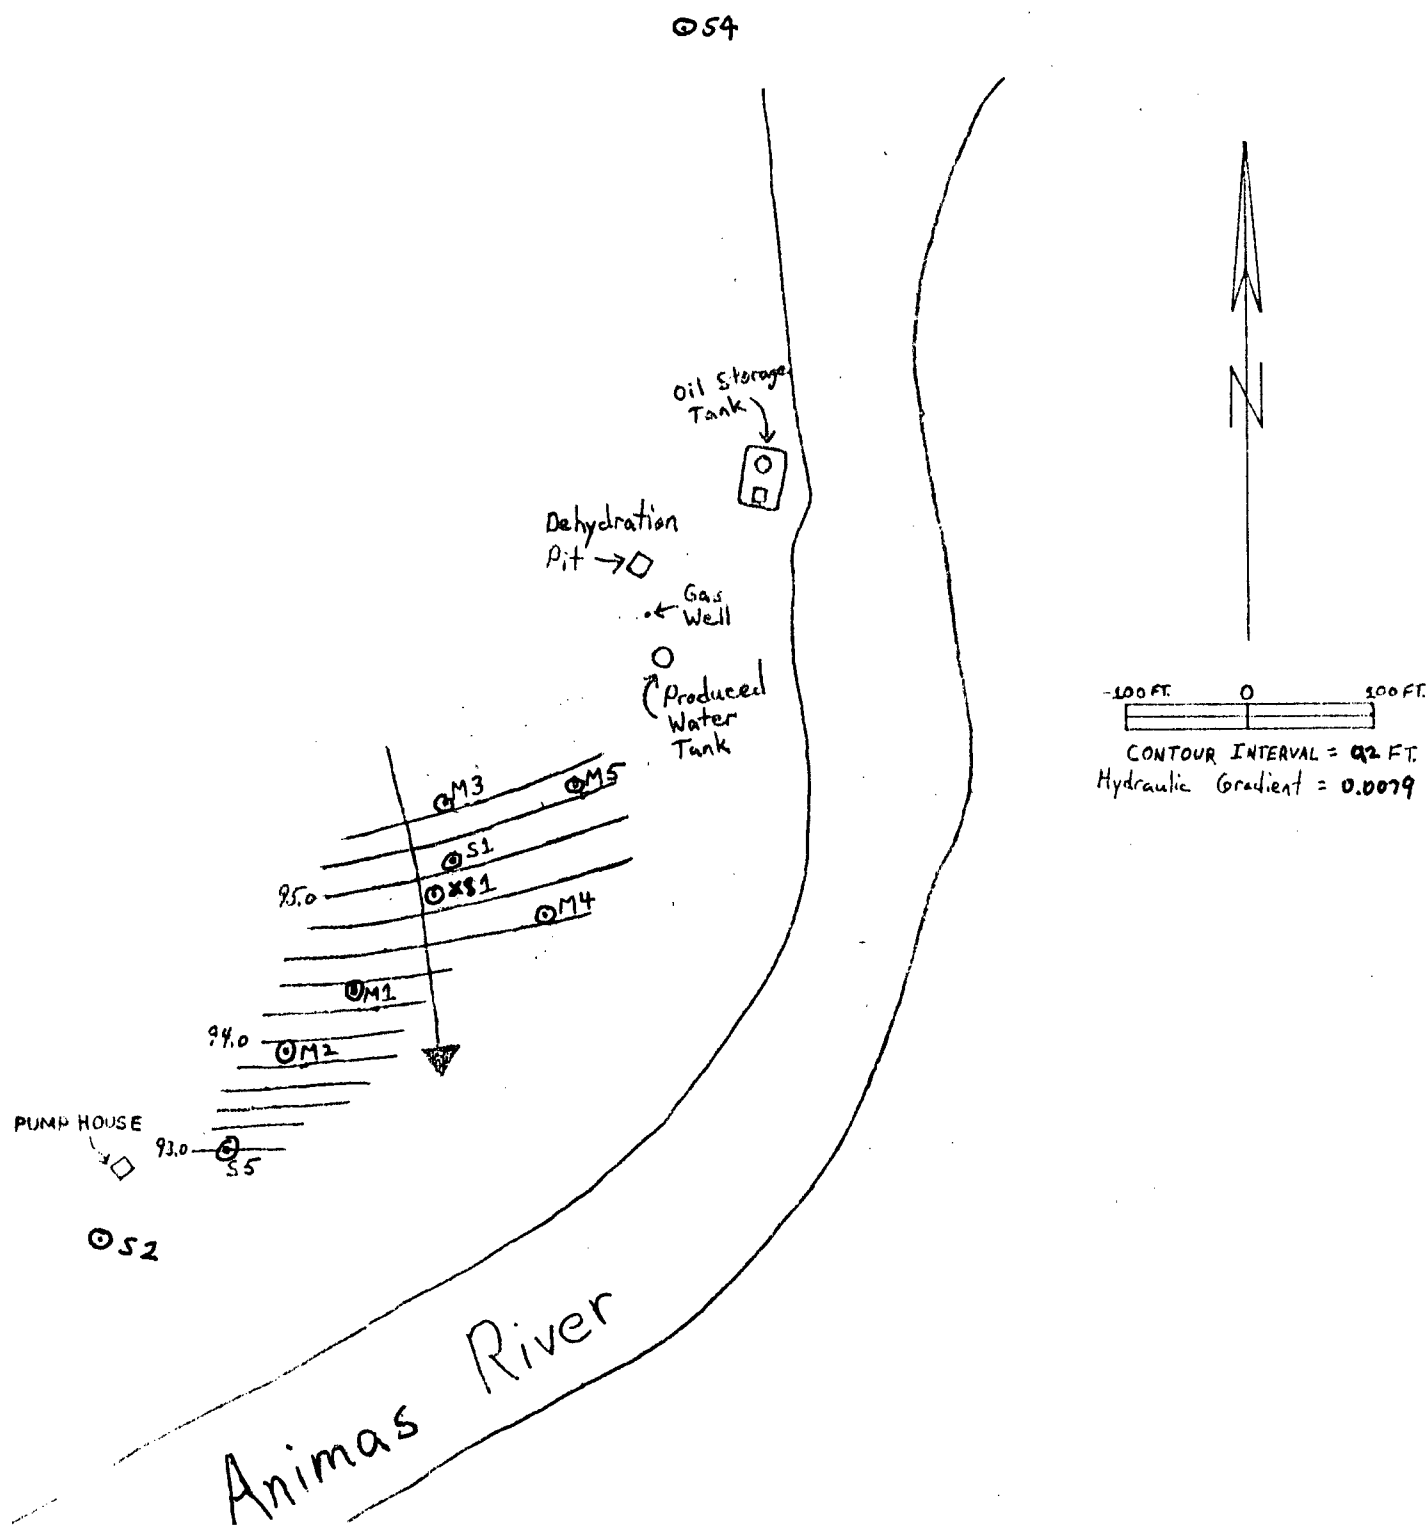 S4
Oil Storage
Tank
N
Dehydration
Pit
Gas
Well
-100 FT. 0 100 FT.
Produced
Water
Tank
CONTOUR INTERVAL = 0.2 FT.
Hydraulic Gradient = 0.0079
M3
M5
S1
95.0
XS1
M4
M1
94.0
M2
PUMP HOUSE
93.0
S5
S2
Animas River